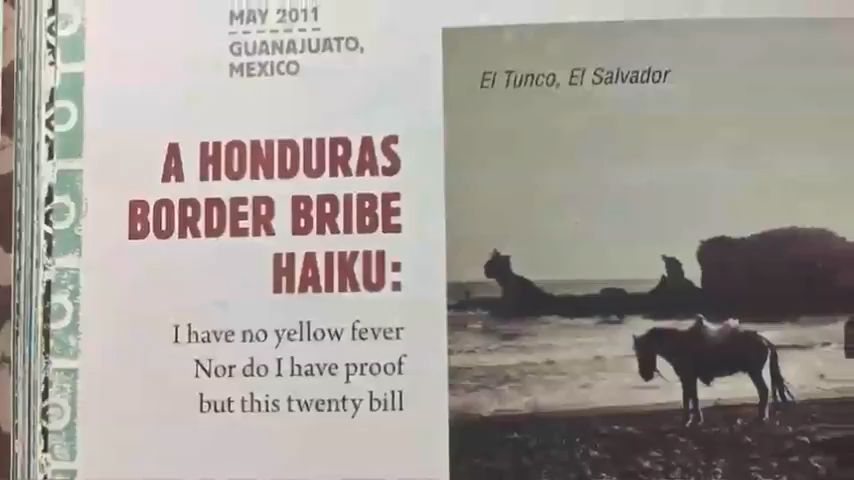 MAY 2011
GUANAJUATO,
MEXICO
A HONDURAS
BORDER BRIBE
HAIKU:
I have no yellow fever
Nor do I have proof
but this twenty bill
El Tunco, El Salvador